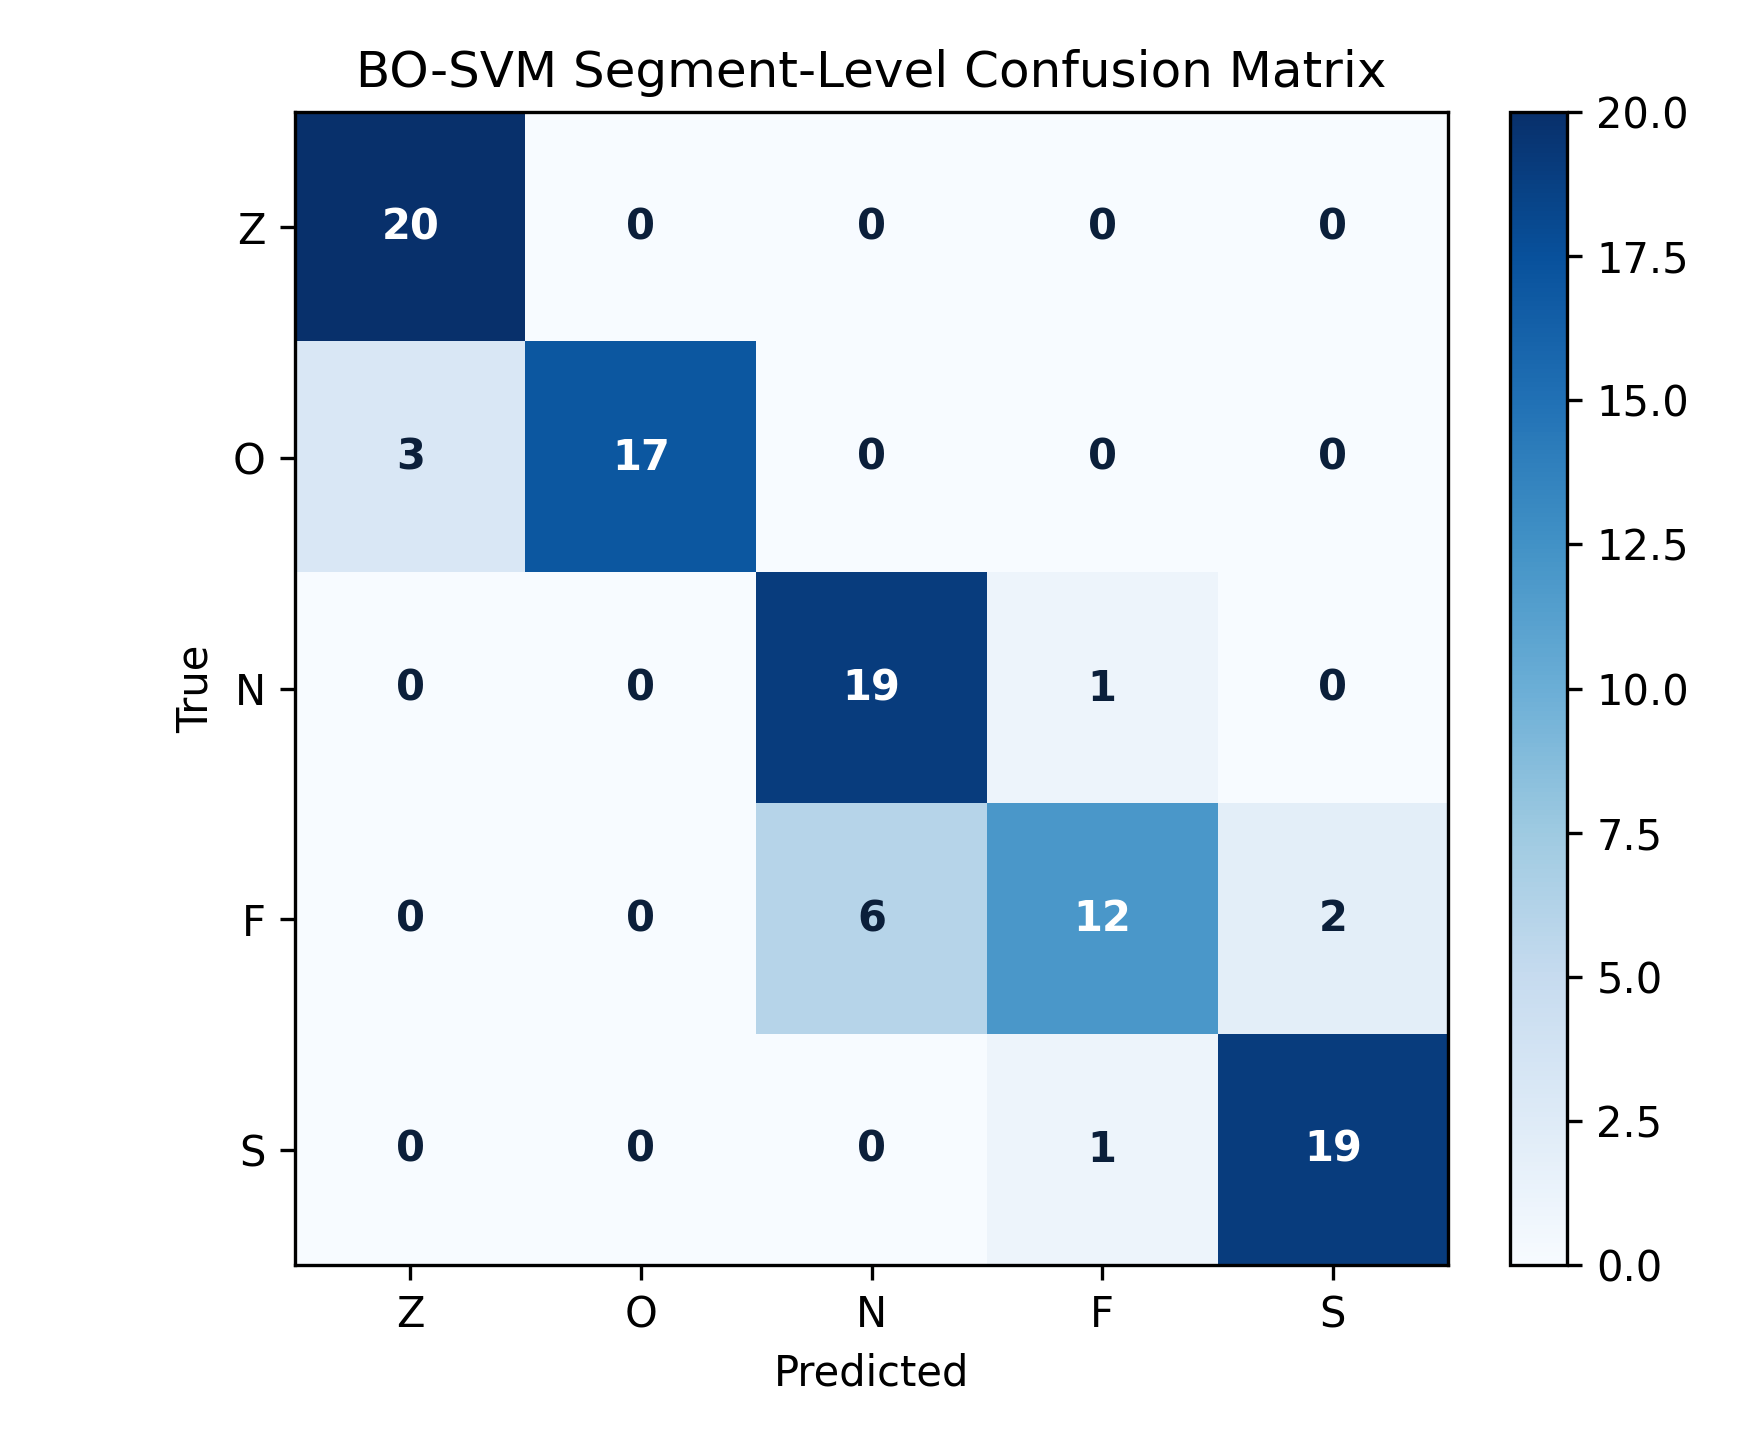 BO-SVM Segment-Level Confusion Matrix
20.0
17.5
15.0
12.5
10.0
7.5
5.0
2.5
0.0
True
Z 20 0 0 0 0
O 3 17 0 0 0
N 0 0 19 1 0
F 0 0 6 12 2
S 0 0 0 1 19
Z O N F S
Predicted